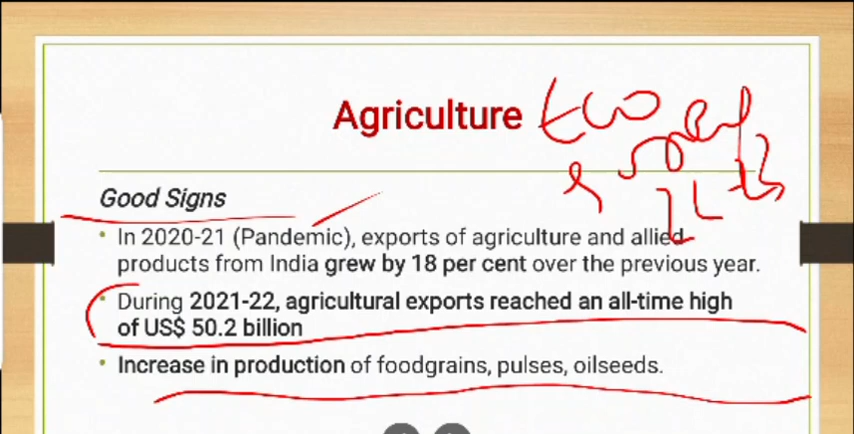 Agriculture
Good Signs
• In 2020-21 (Pandemic), exports of agriculture and allied
products from India grew by 18 per cent over the previous year.
• During 2021-22, agricultural exports reached an all-time high
of US$ 50.2 billion
• Increase in production of foodgrains, pulses, oilseeds.